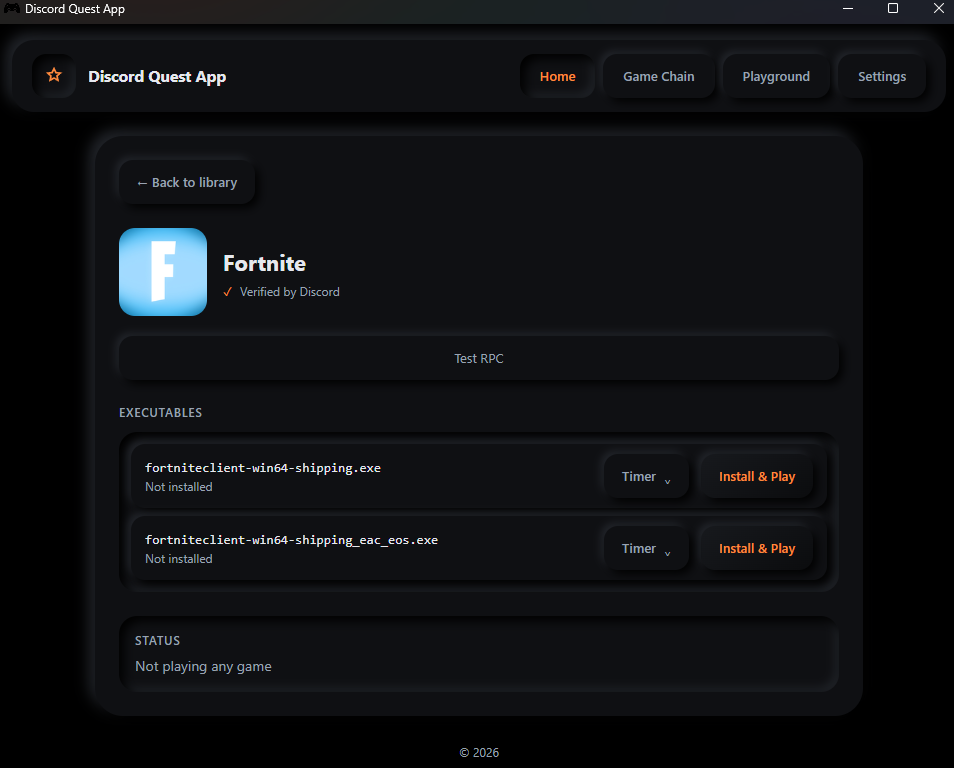 Discord Quest App
Discord Quest App
Home
Game Chain
Playground
Settings
← Back to library
F
Fortnite
✓ Verified by Discord
Test RPC
EXECUTABLES
fortniteclient-win64-shipping.exe
Not installed
Timer
Install & Play
fortniteclient-win64-shipping_eac_eos.exe
Not installed
Timer
Install & Play
STATUS
Not playing any game
© 2026